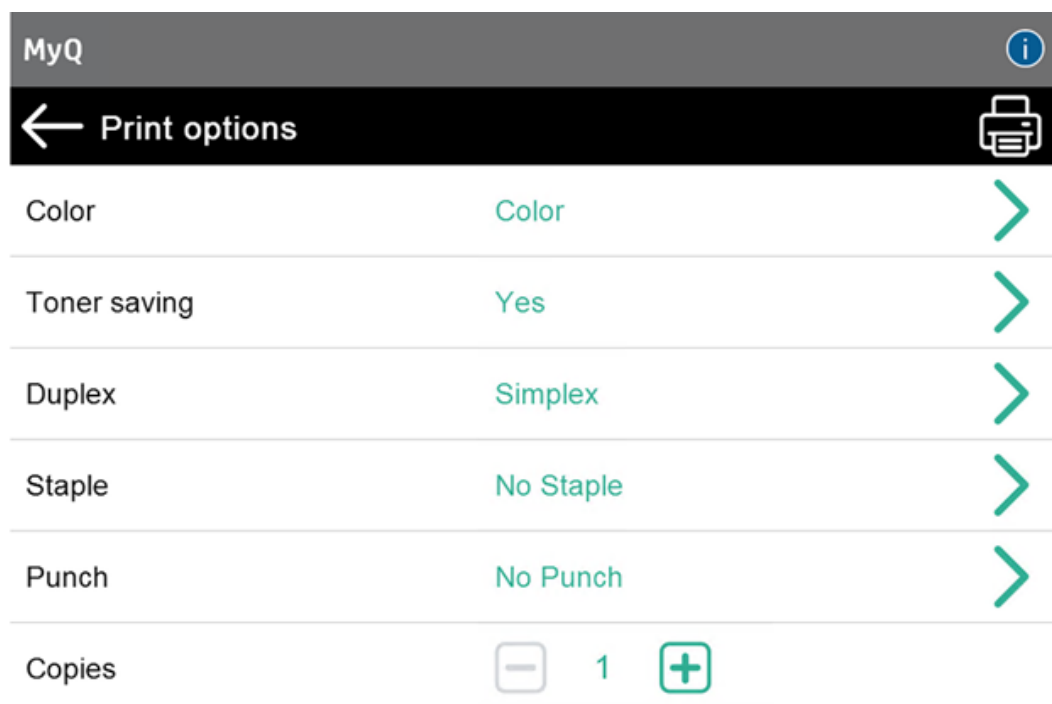 MyQ
Print options
Color Color
Toner saving Yes
Duplex Simplex
Staple No Staple
Punch No Punch
Copies 1